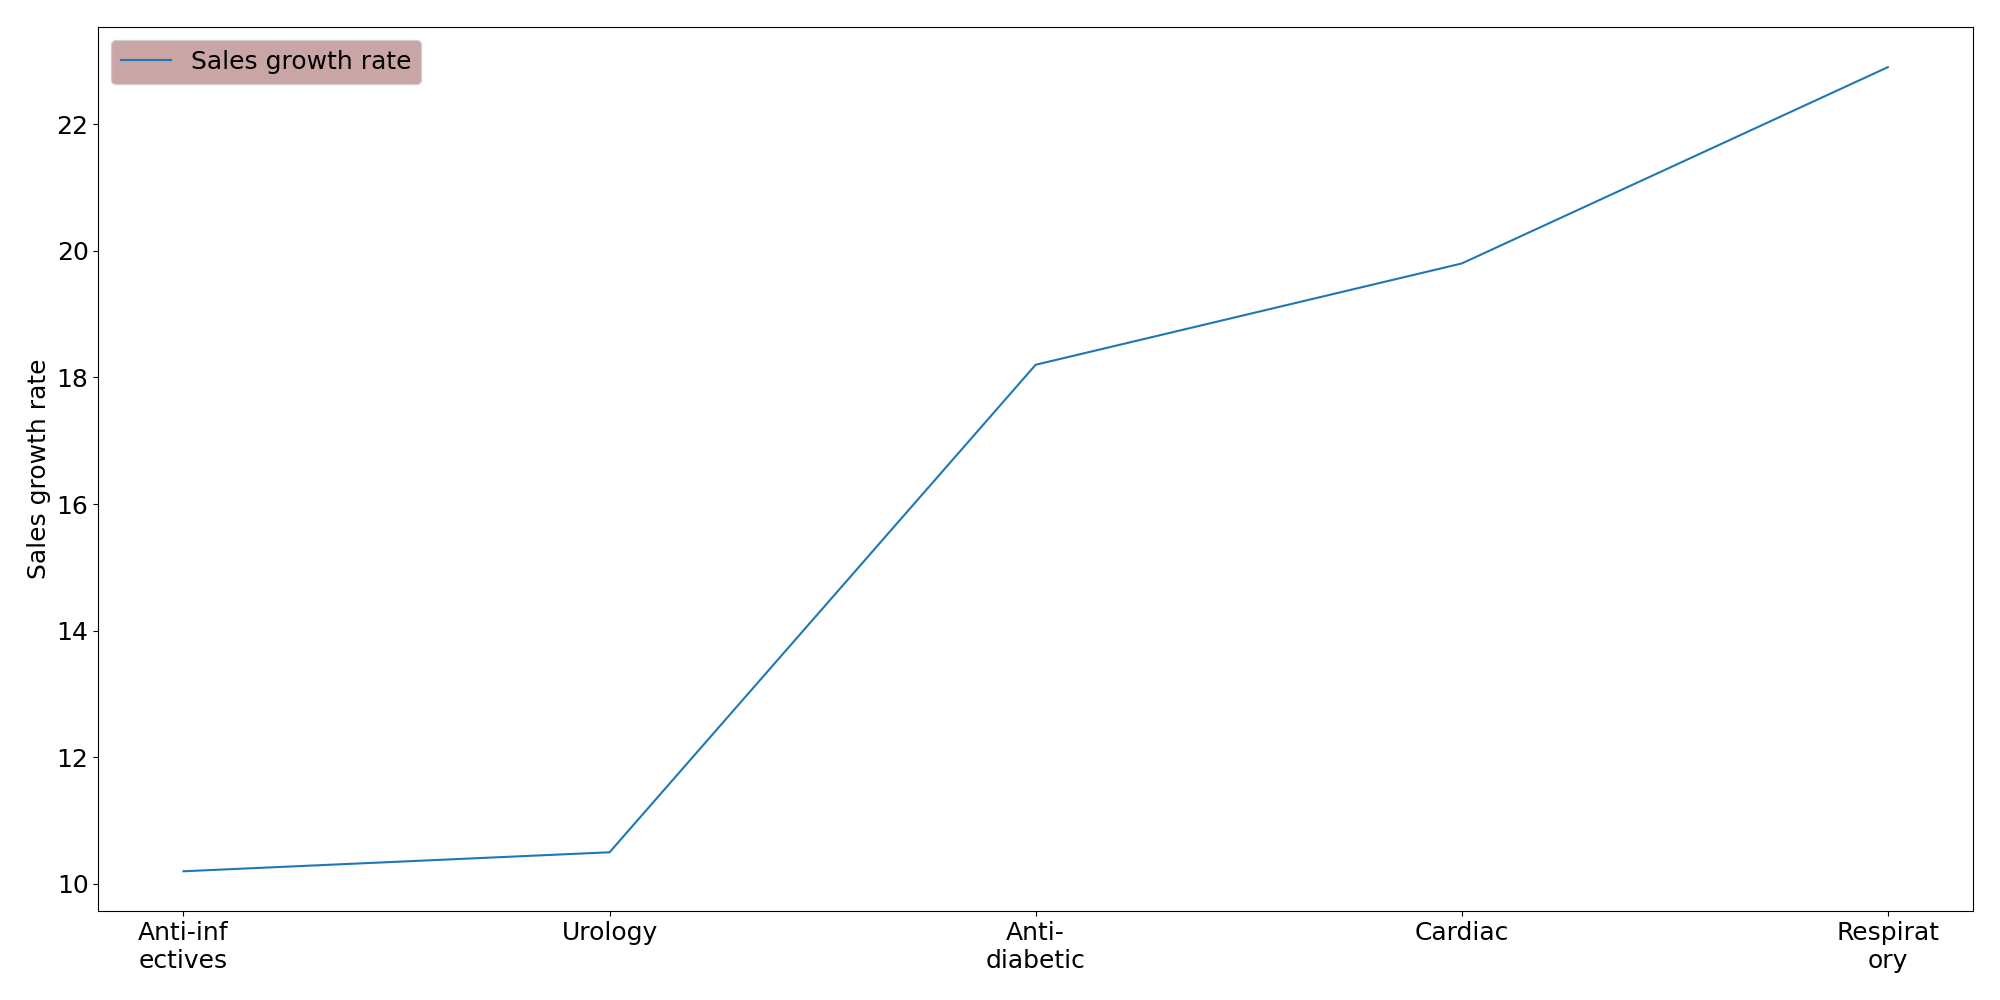 Sales growth rate
Sales growth rate
22
20
18
16
14
12
10
Anti-inf
ectives
Urology
Anti-
diabetic
Cardiac
Respirat
ory